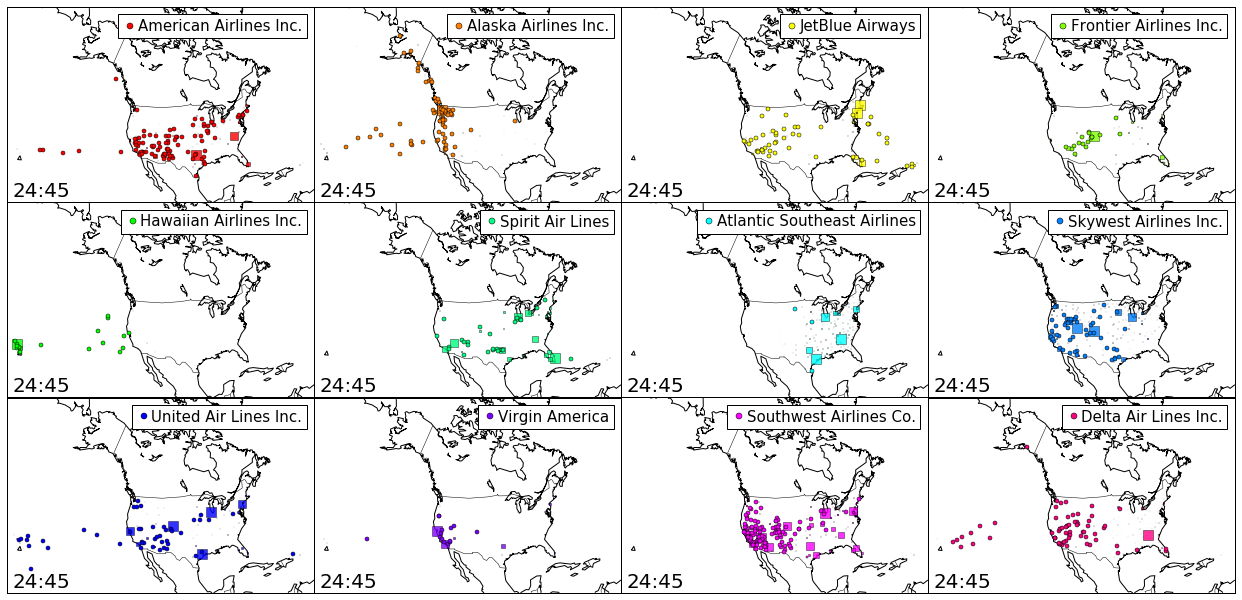 American Airlines Inc.
Alaska Airlines Inc.
JetBlue Airways
Frontier Airlines Inc.
24:45
24:45
24:45
24:45
Hawaiian Airlines Inc.
Spirit Air Lines
Atlantic Southeast Airlines
Skywest Airlines Inc.
24:45
24:45
24:45
24:45
United Air Lines Inc.
Virgin America
Southwest Airlines Co.
Delta Air Lines Inc.
24:45
24:45
24:45
24:45